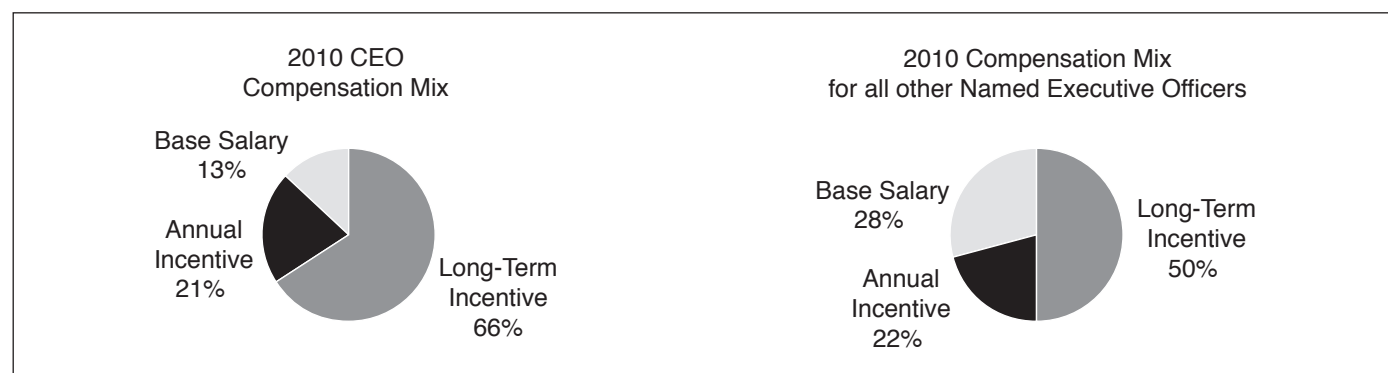 2010 CEO
Compensation Mix
Base Salary
13%
Annual
Incentive
21%
Long-Term
Incentive
66%
2010 Compensation Mix
for all other Named Executive Officers
Base Salary
28%
Annual
Incentive
22%
Long-Term
Incentive
50%